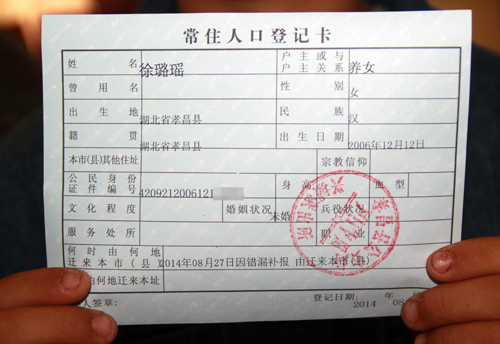 常住人口登记卡
姓名 徐璐瑶 户主或与户主关系 养女
曾用名 性别 女
出生地 湖北省孝昌县 民族 汉
籍贯 湖北省孝昌县 出生日期 2006年12月12日
本市(县)其他住址 宗教信仰
公民身份证件编号 4209212006121 身高 血型
文化程度 婚姻状况 未婚 兵役状况
服务处所 职业
何时由何地迁来本市(县) 2014年08月27日因错漏补报 由迁来本市(县)
由何地迁来本址
人签章: 登记日期: 2014 年 08 月